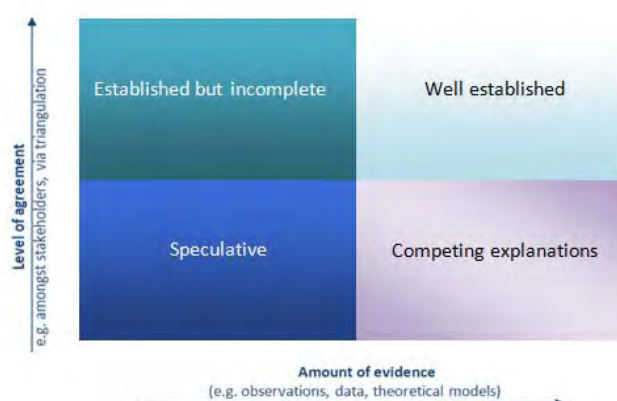 Established but incomplete
Well established
Speculative
Competing explanations
Level of agreement
e.g. amongst stakeholders, via triangulation
Amount of evidence
(e.g. observations, data, theoretical models)